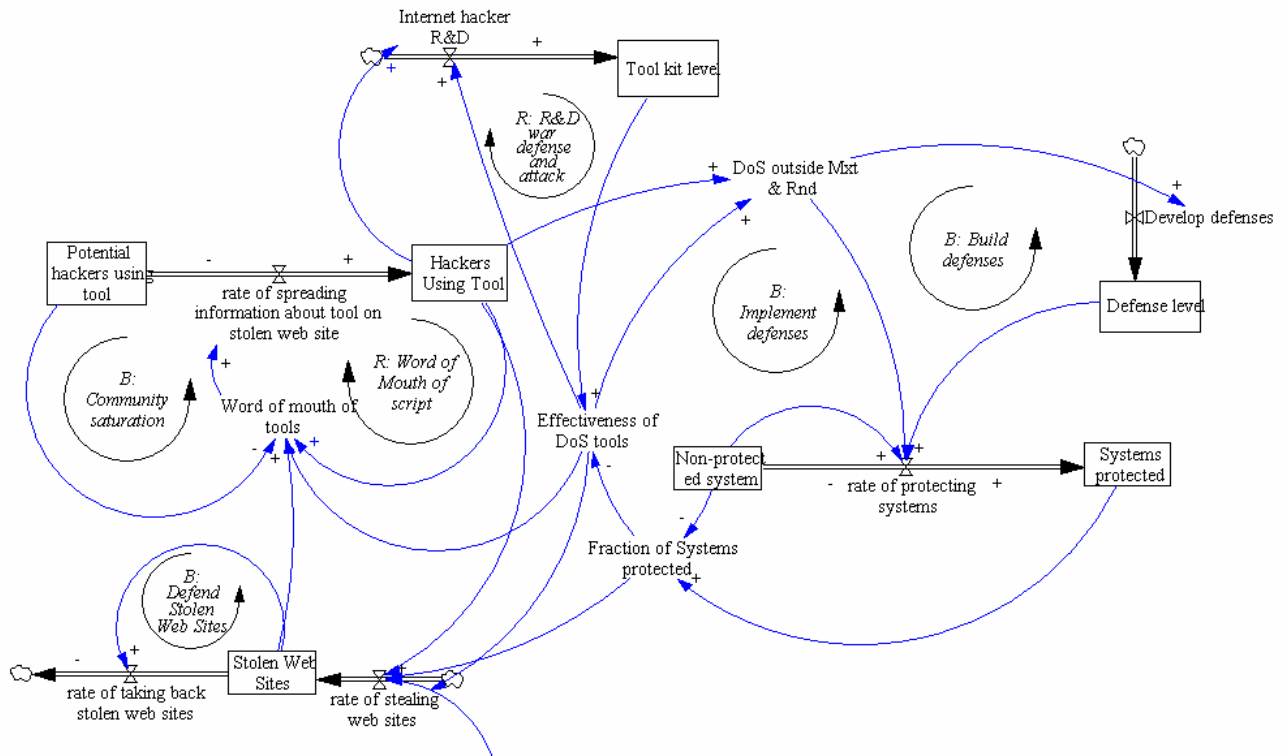 Internet hacker
R&D
+
+
+
Tool kit level
R: R&D
war
defense
and
attack
+
DoS outside Mxt
& Rnd
+
+
Develop defenses
B: Build
defenses
Defense level
Potential
hackers using
tool
-
+
rate of spreading
information about tool on
stolen web site
Hackers
Using Tool
B:
Implement
defenses
+
B:
Community
saturation
R: Word of
Mouth of
script
Word of mouth of
tools
-
+
+
+
Effectiveness of
DoS tools
-
-
Non-protect
ed system
+
+
+
-
rate of protecting
systems
+
Systems
protected
-
Fraction of Systems
protected
+
B:
Defend
Stolen
Web Sites
-
+
rate of taking back
stolen web sites
Stolen Web
Sites
+
rate of stealing
web sites